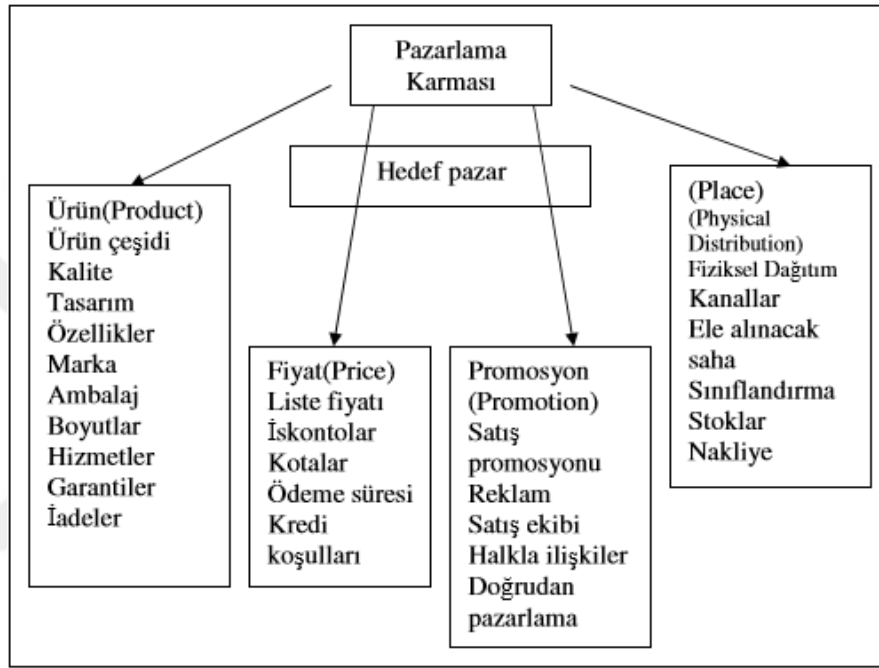 Pazarlama
Karması
Hedef pazar
Ürün(Product)
Ürün çeşidi
Kalite
Tasarım
Özellikler
Marka
Ambalaj
Boyutlar
Hizmetler
Garantiler
İadeler
Fiyat(Price)
Liste fiyatı
İskontolar
Kotalar
Ödeme süresi
Kredi
koşulları
Promosyon
(Promotion)
Satış
promosyonu
Reklam
Satış ekibi
Halkla ilişkiler
Doğrudan
pazarlama
(Place)
(Physical
Distribution)
Fiziksel Dağıtım
Kanallar
Ele alınacak
saha
Sınıflandırma
Stoklar
Nakliye